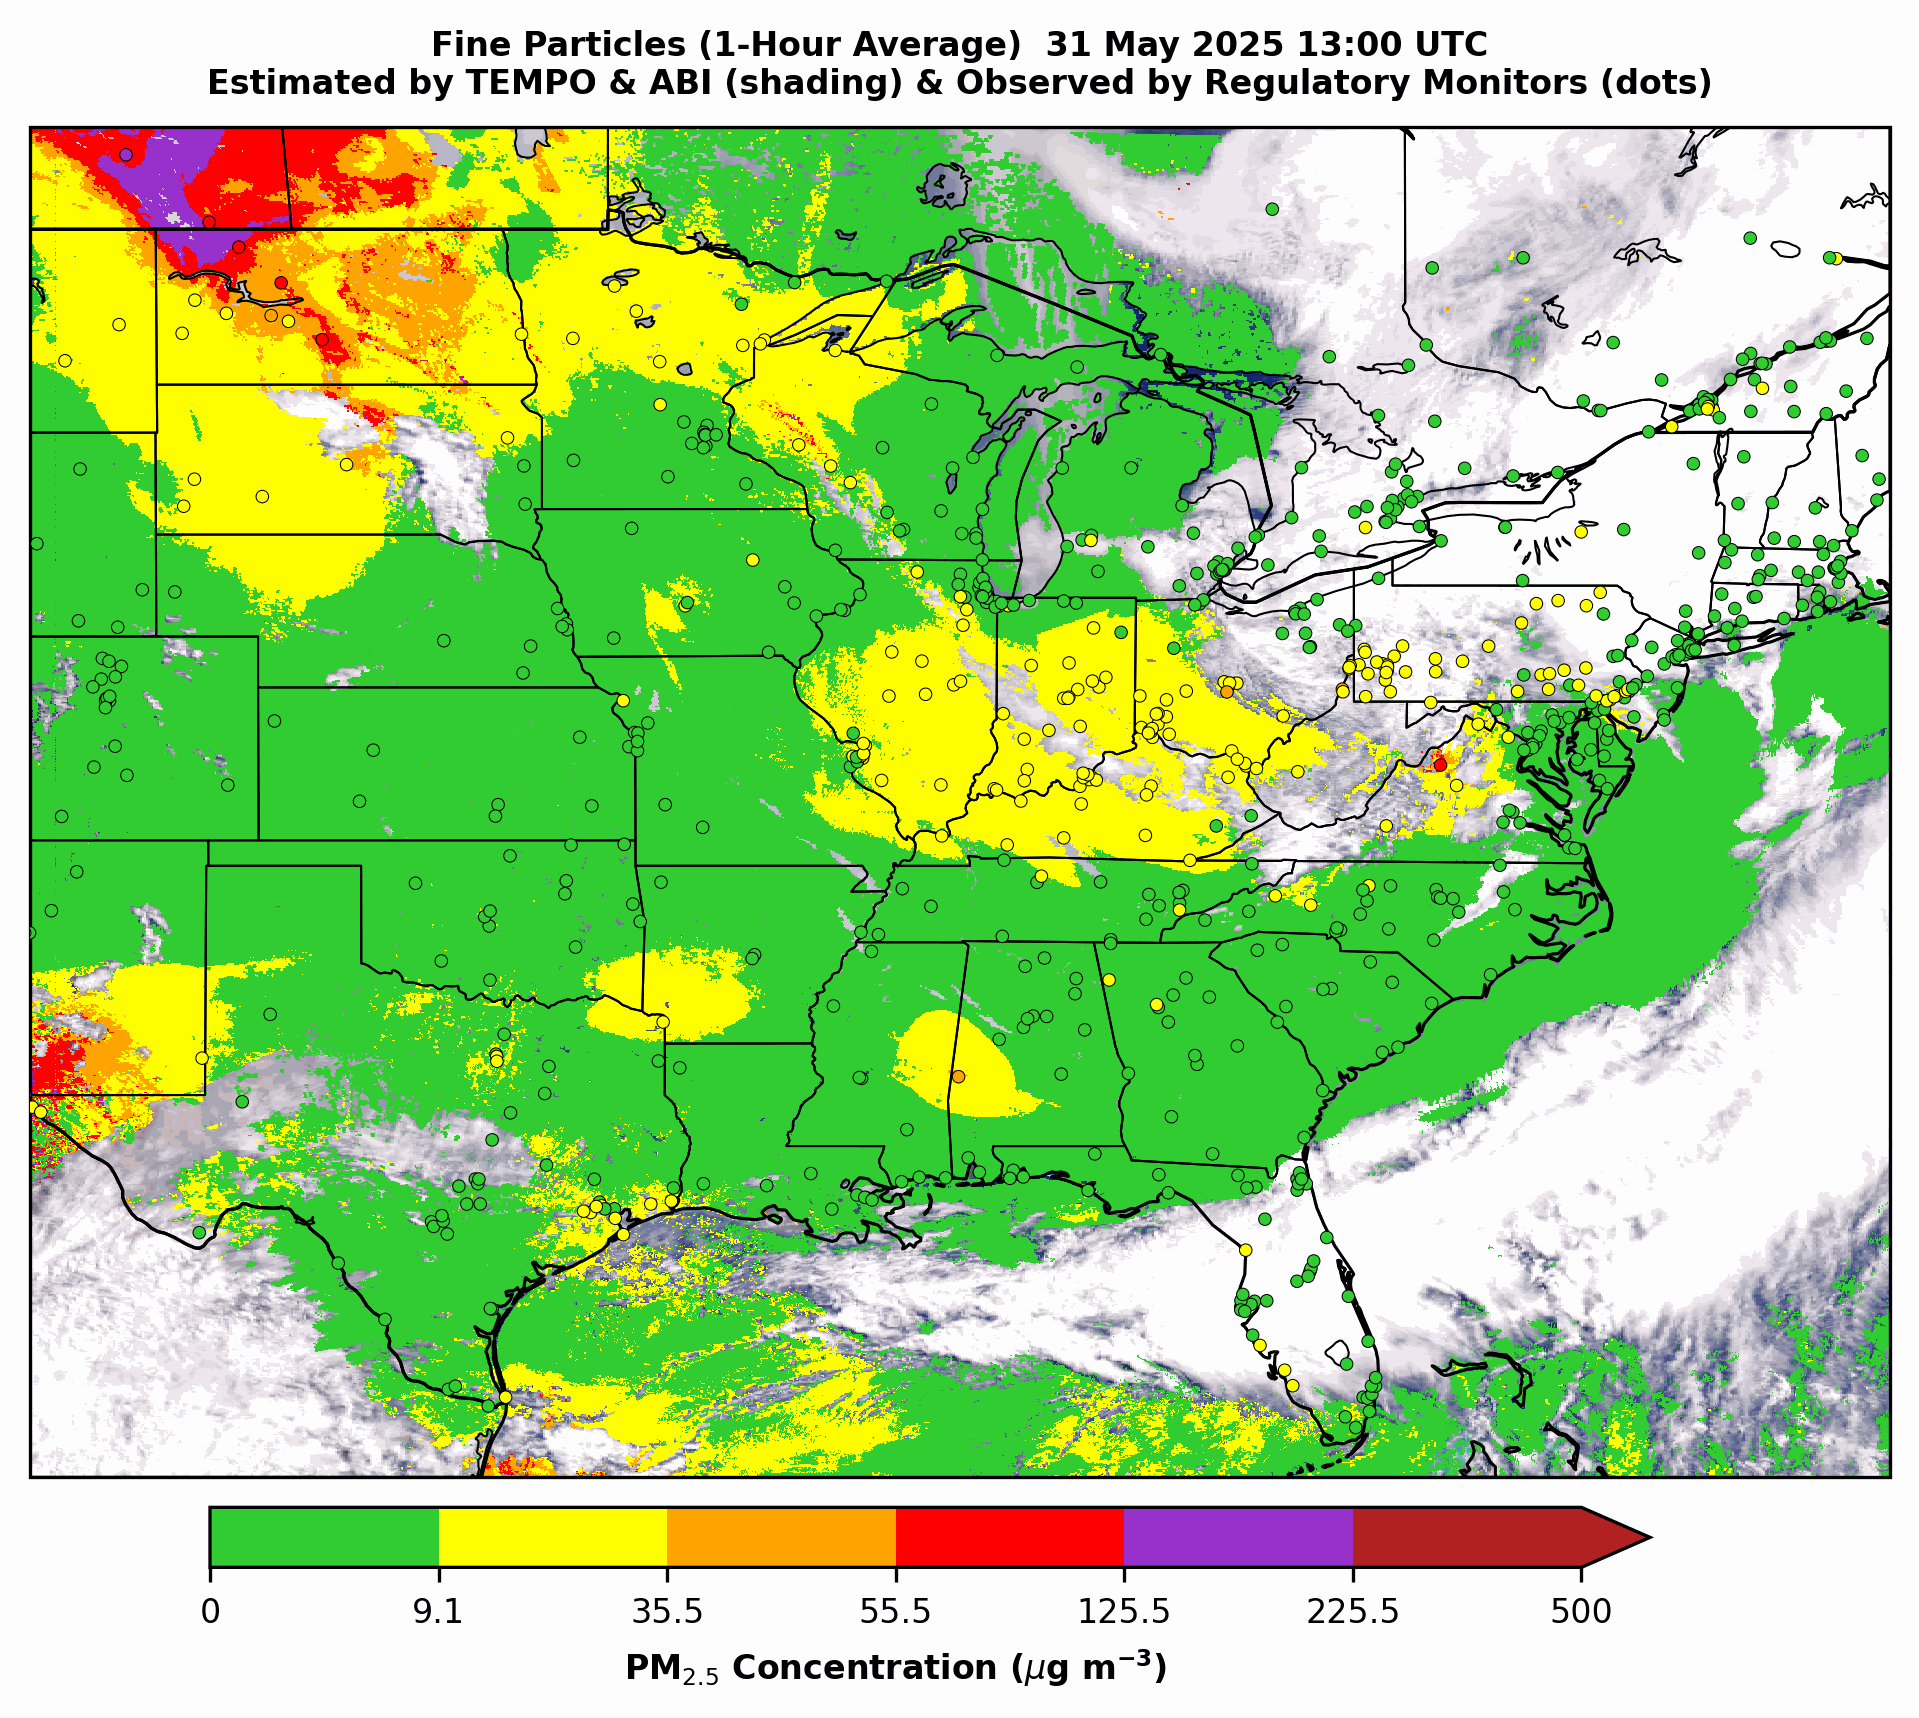 Fine Particles (1-Hour Average)  31 May 2025 13:00 UTC
Estimated by TEMPO & ABI (shading) & Observed by Regulatory Monitors (dots)
0 9.1 35.5 55.5 125.5 225.5 500
PM₂.₅ Concentration (μg m⁻³)